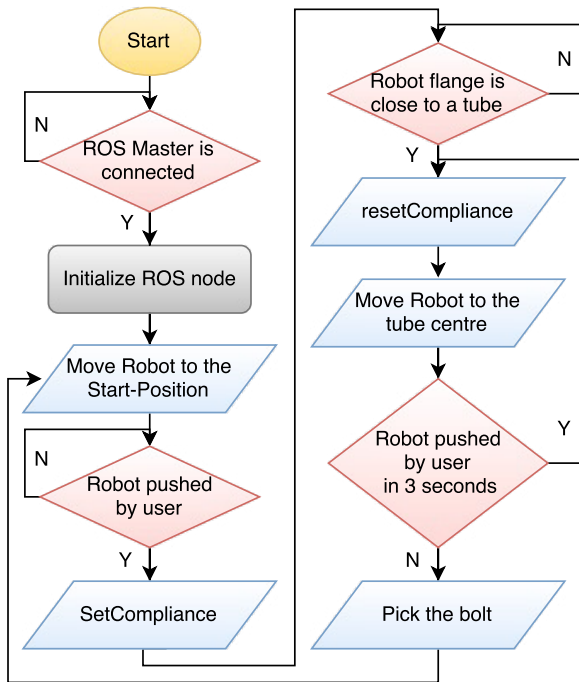 Start
N
ROS Master is
connected
Y
Initialize ROS node
Move Robot to the
Start-Position
N
Robot pushed
by user
Y
SetCompliance
Robot flange is
close to a tube
N
Y
resetCompliance
Move Robot to the
tube centre
Robot pushed
by user
in 3 seconds
Y
N
Pick the bolt